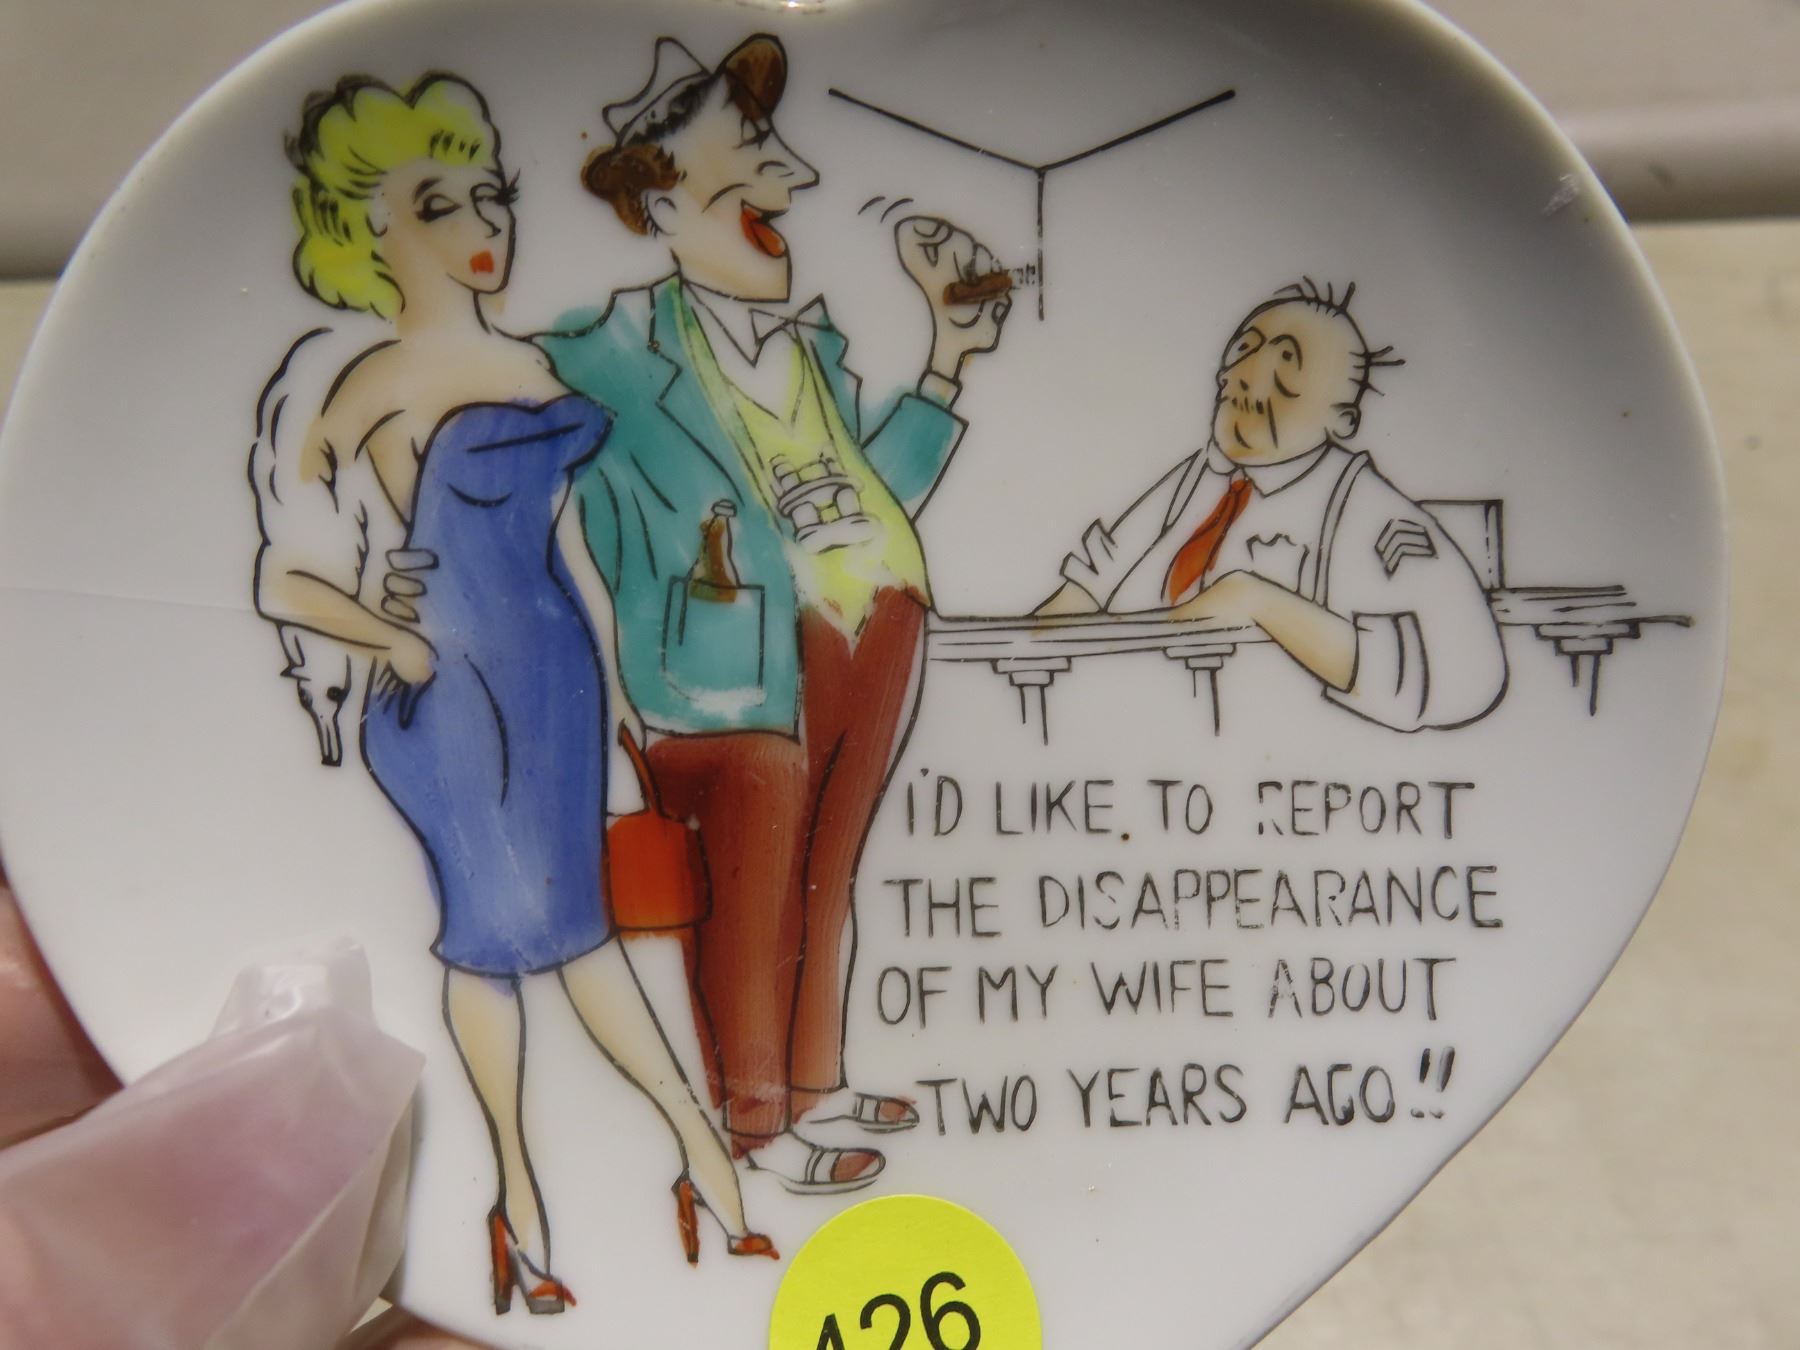 I'D LIKE TO REPORT
THE DISAPPEARANCE
OF MY WIFE ABOUT
TWO YEARS AGO!!
426